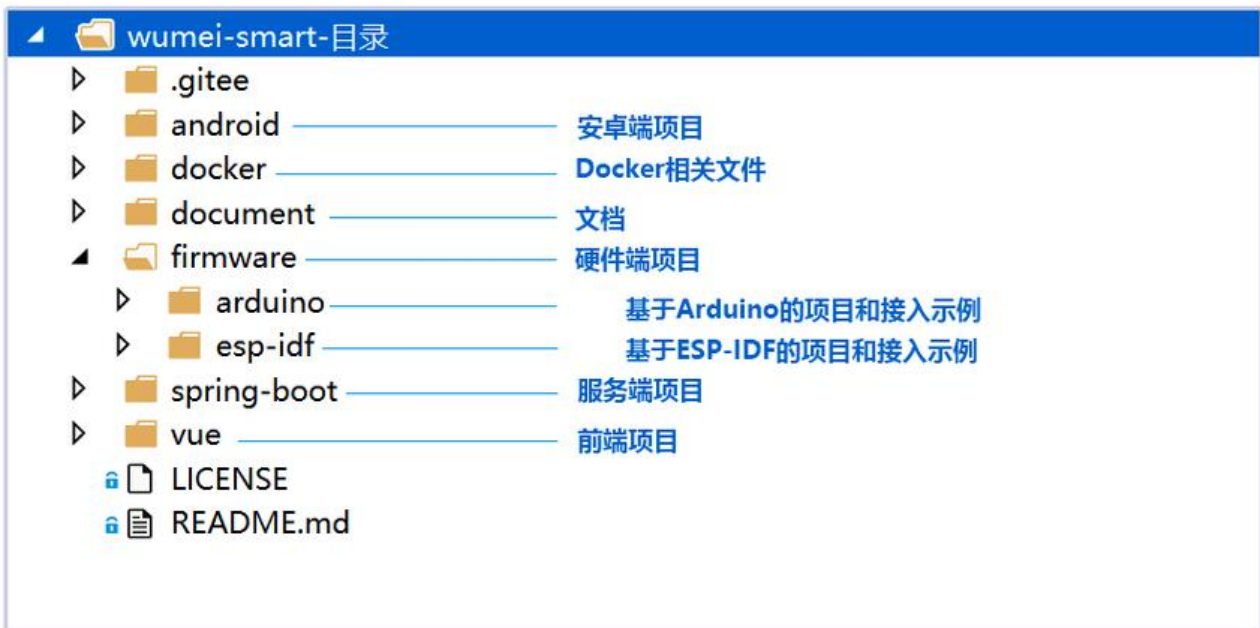 wumei-smart-目录
.gitee
android 安卓端项目
docker Docker相关文件
document 文档
firmware 硬件端项目
arduino 基于Arduino的项目和接入示例
esp-idf 基于ESP-IDF的项目和接入示例
spring-boot 服务端项目
vue 前端项目
LICENSE
README.md